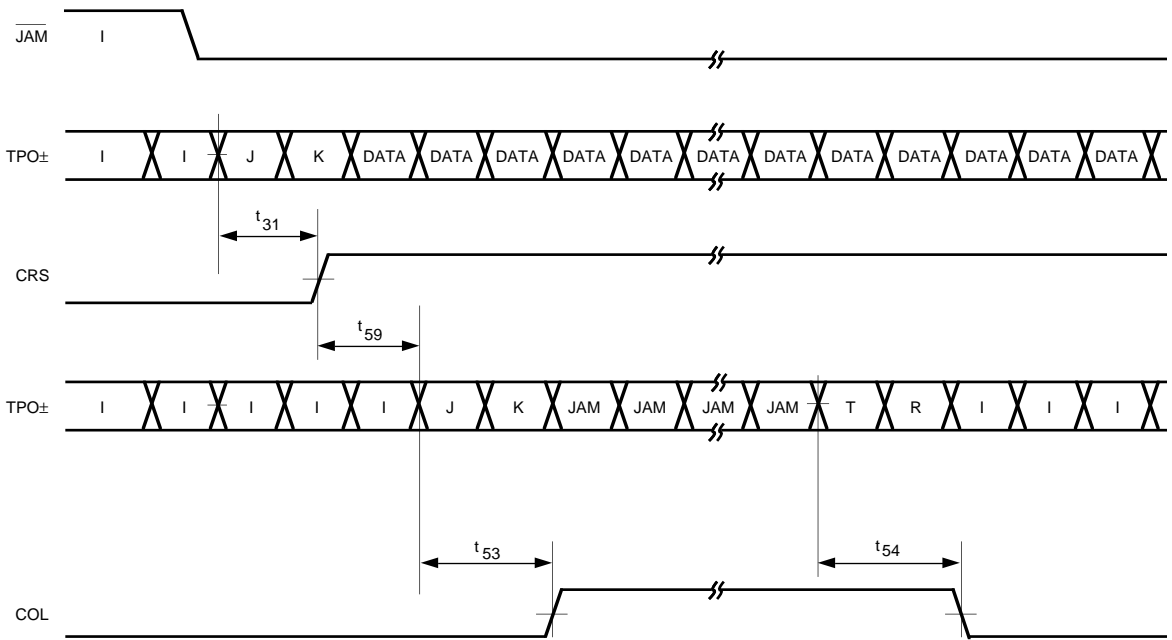 JAM I
TPO± I I J K DATA DATA DATA DATA DATA DATA DATA DATA DATA DATA DATA DATA
t31
CRS
t59
TPO± I I I I I J K JAM JAM JAM JAM T R I I I
t53 t54
COL